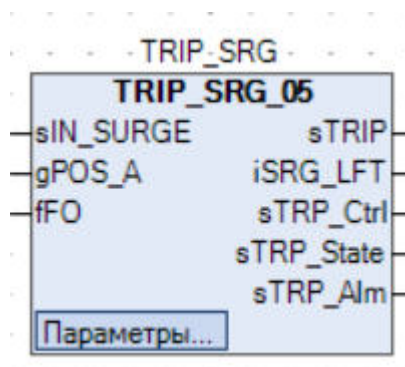 TRIP_SRG
TRIP_SRG_05
sIN_SURGE sTRIP
gPOS_A iSRG_LFT
fFO sTRP_Ctrl
sTRP_State
sTRP_Alm
Параметры...